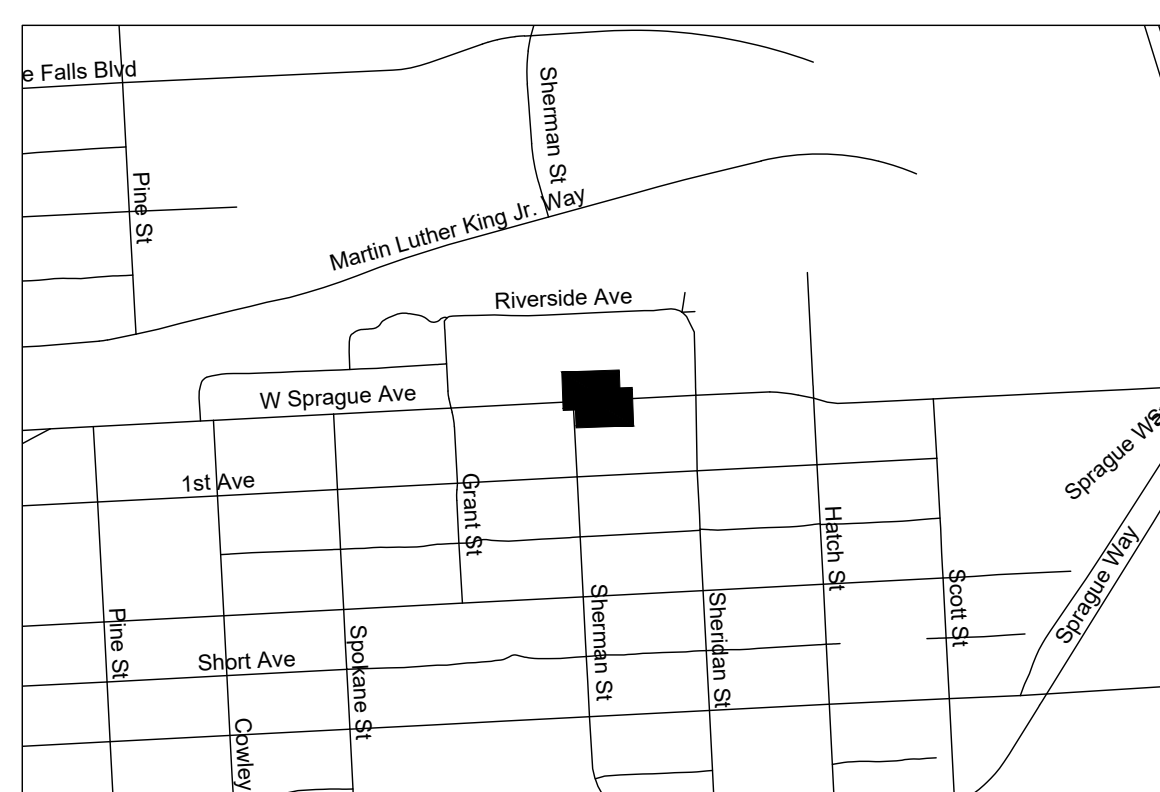 e Falls Blvd
Sherman St
Pine St
Martin Luther King Jr. Way
Riverside Ave
W Sprague Ave
Sprague Wa
1st Ave
Grant St
Hatch St
Sprague Way
Scott St
Sherman St
Sheridan St
Pine St
Spokane St
Short Ave
Cowley